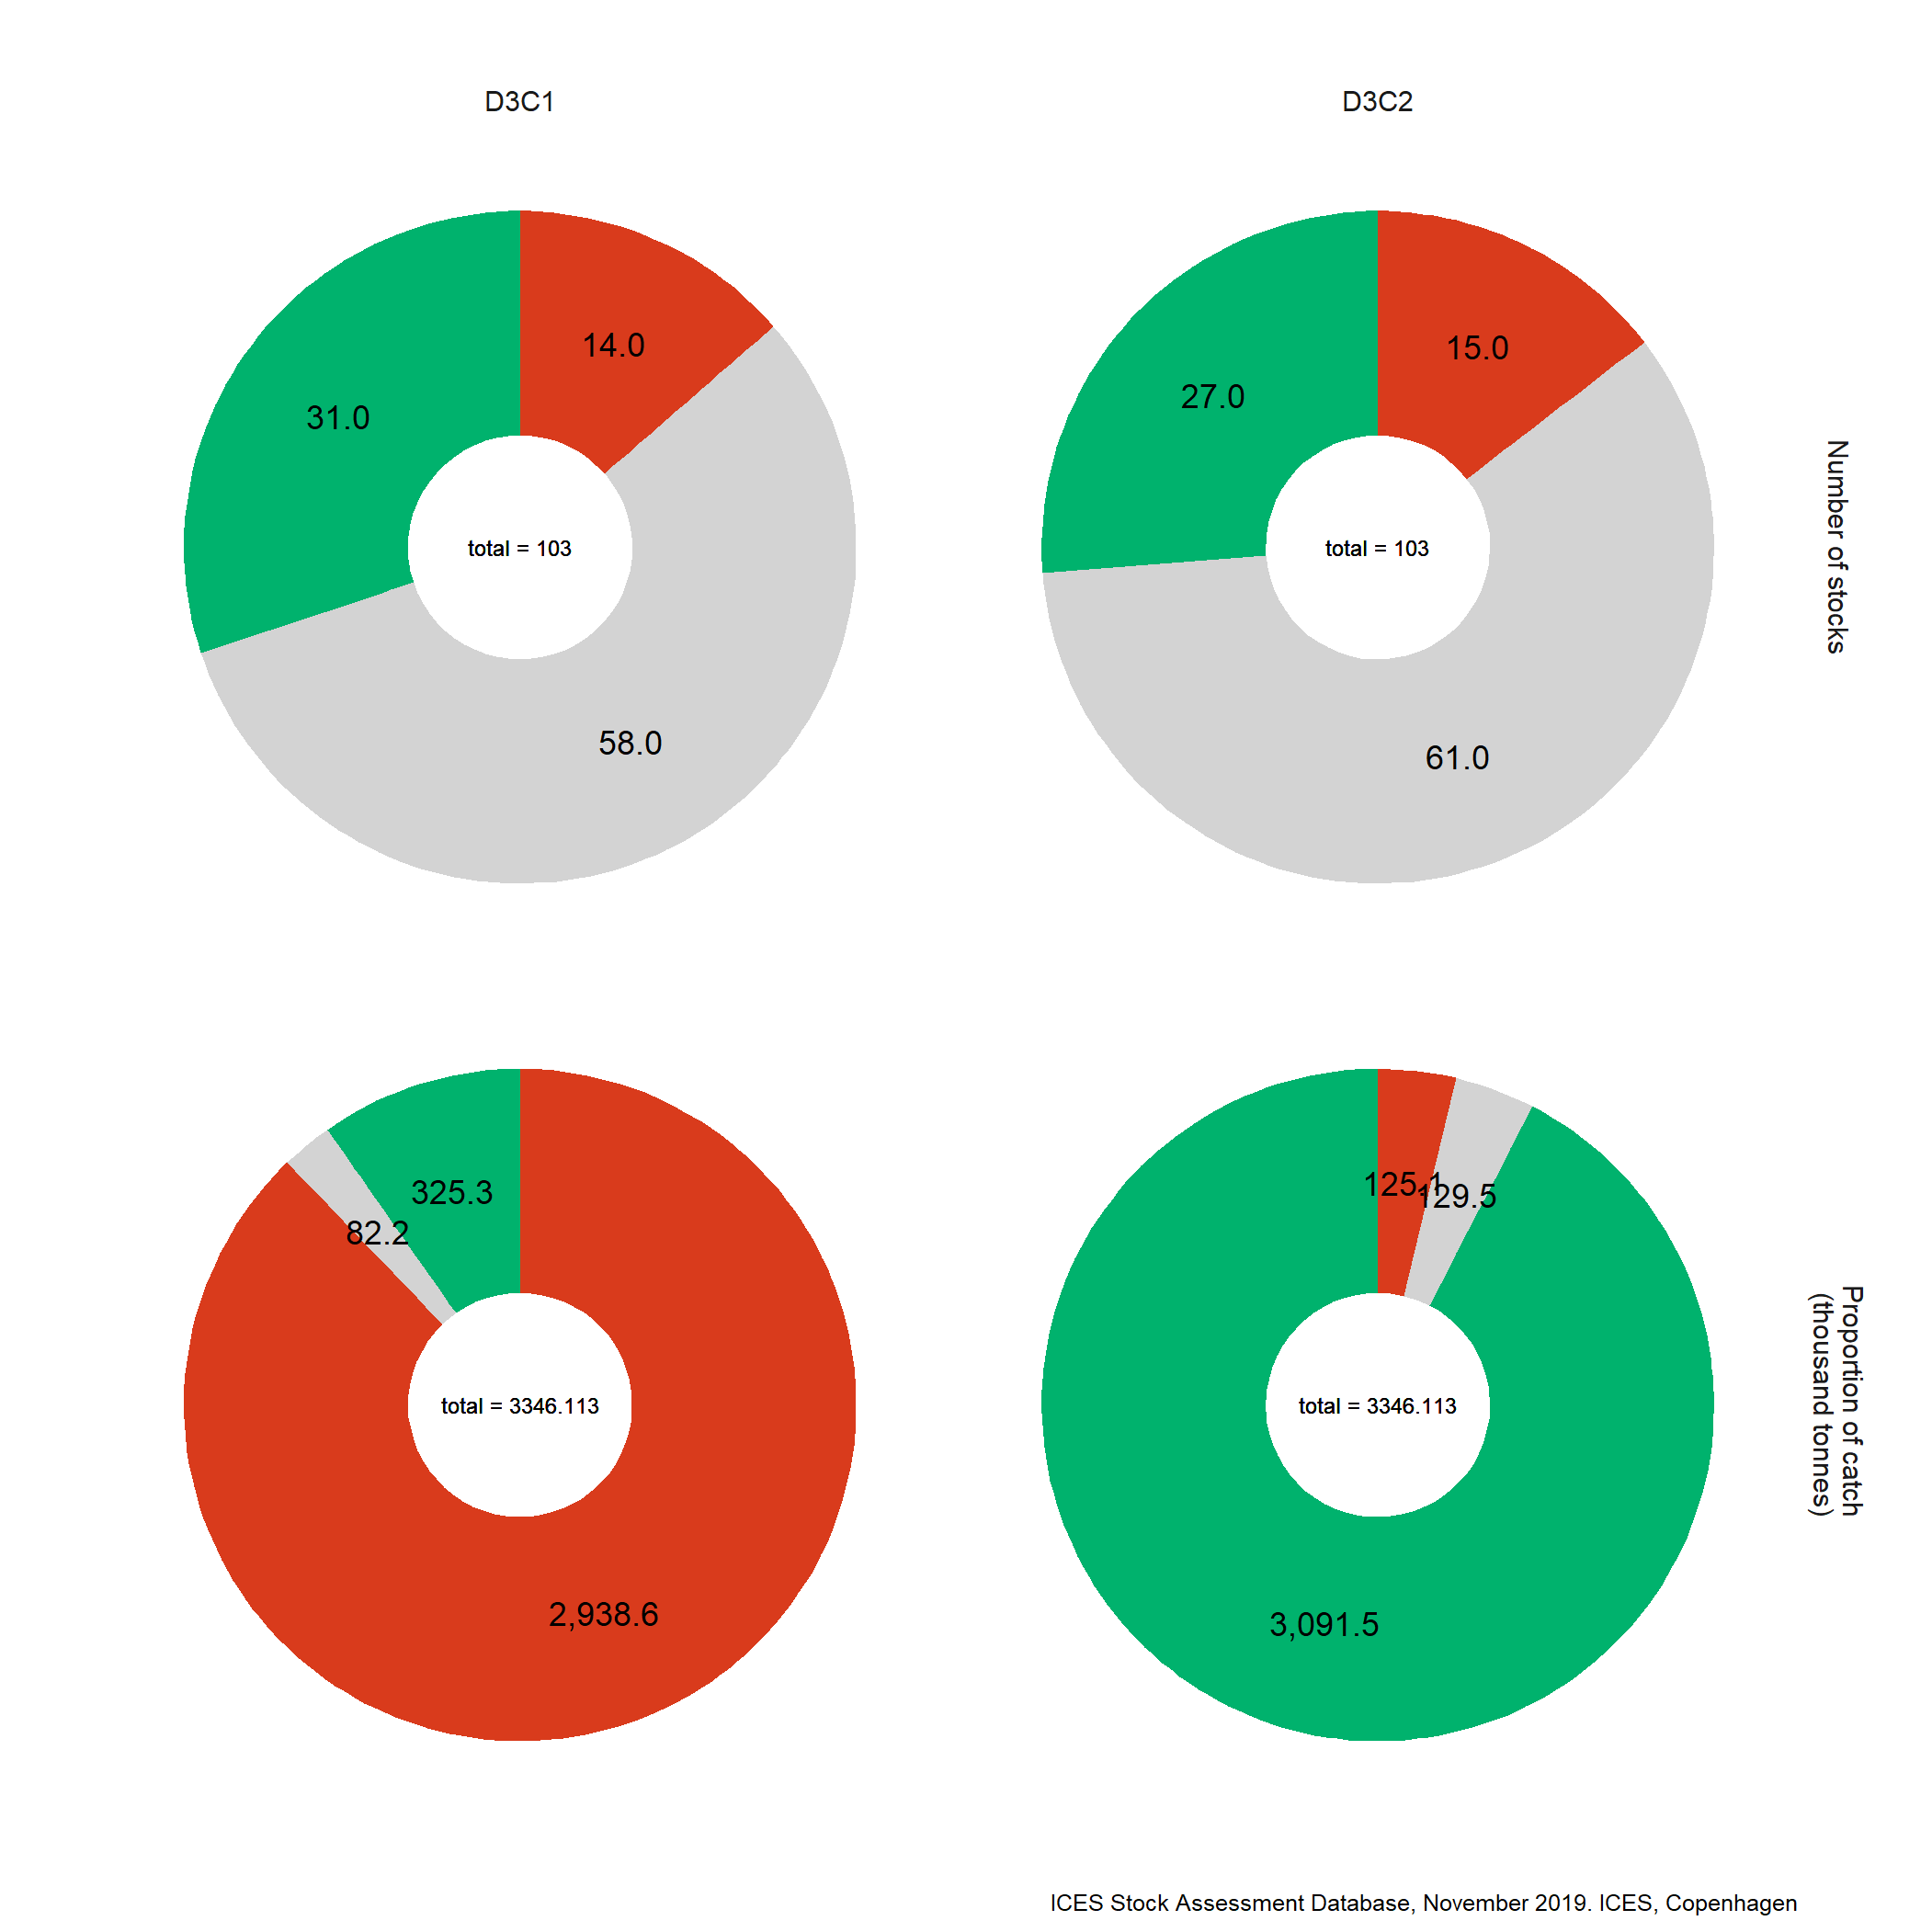 D3C1
D3C2
14.0
31.0
total = 103
58.0
15.0
27.0
total = 103
61.0
Number of stocks
325.3
82.2
total = 3346.113
2,938.6
125.1
129.5
total = 3346.113
3,091.5
Proportion of catch
(thousand tonnes)
ICES Stock Assessment Database, November 2019. ICES, Copenhagen